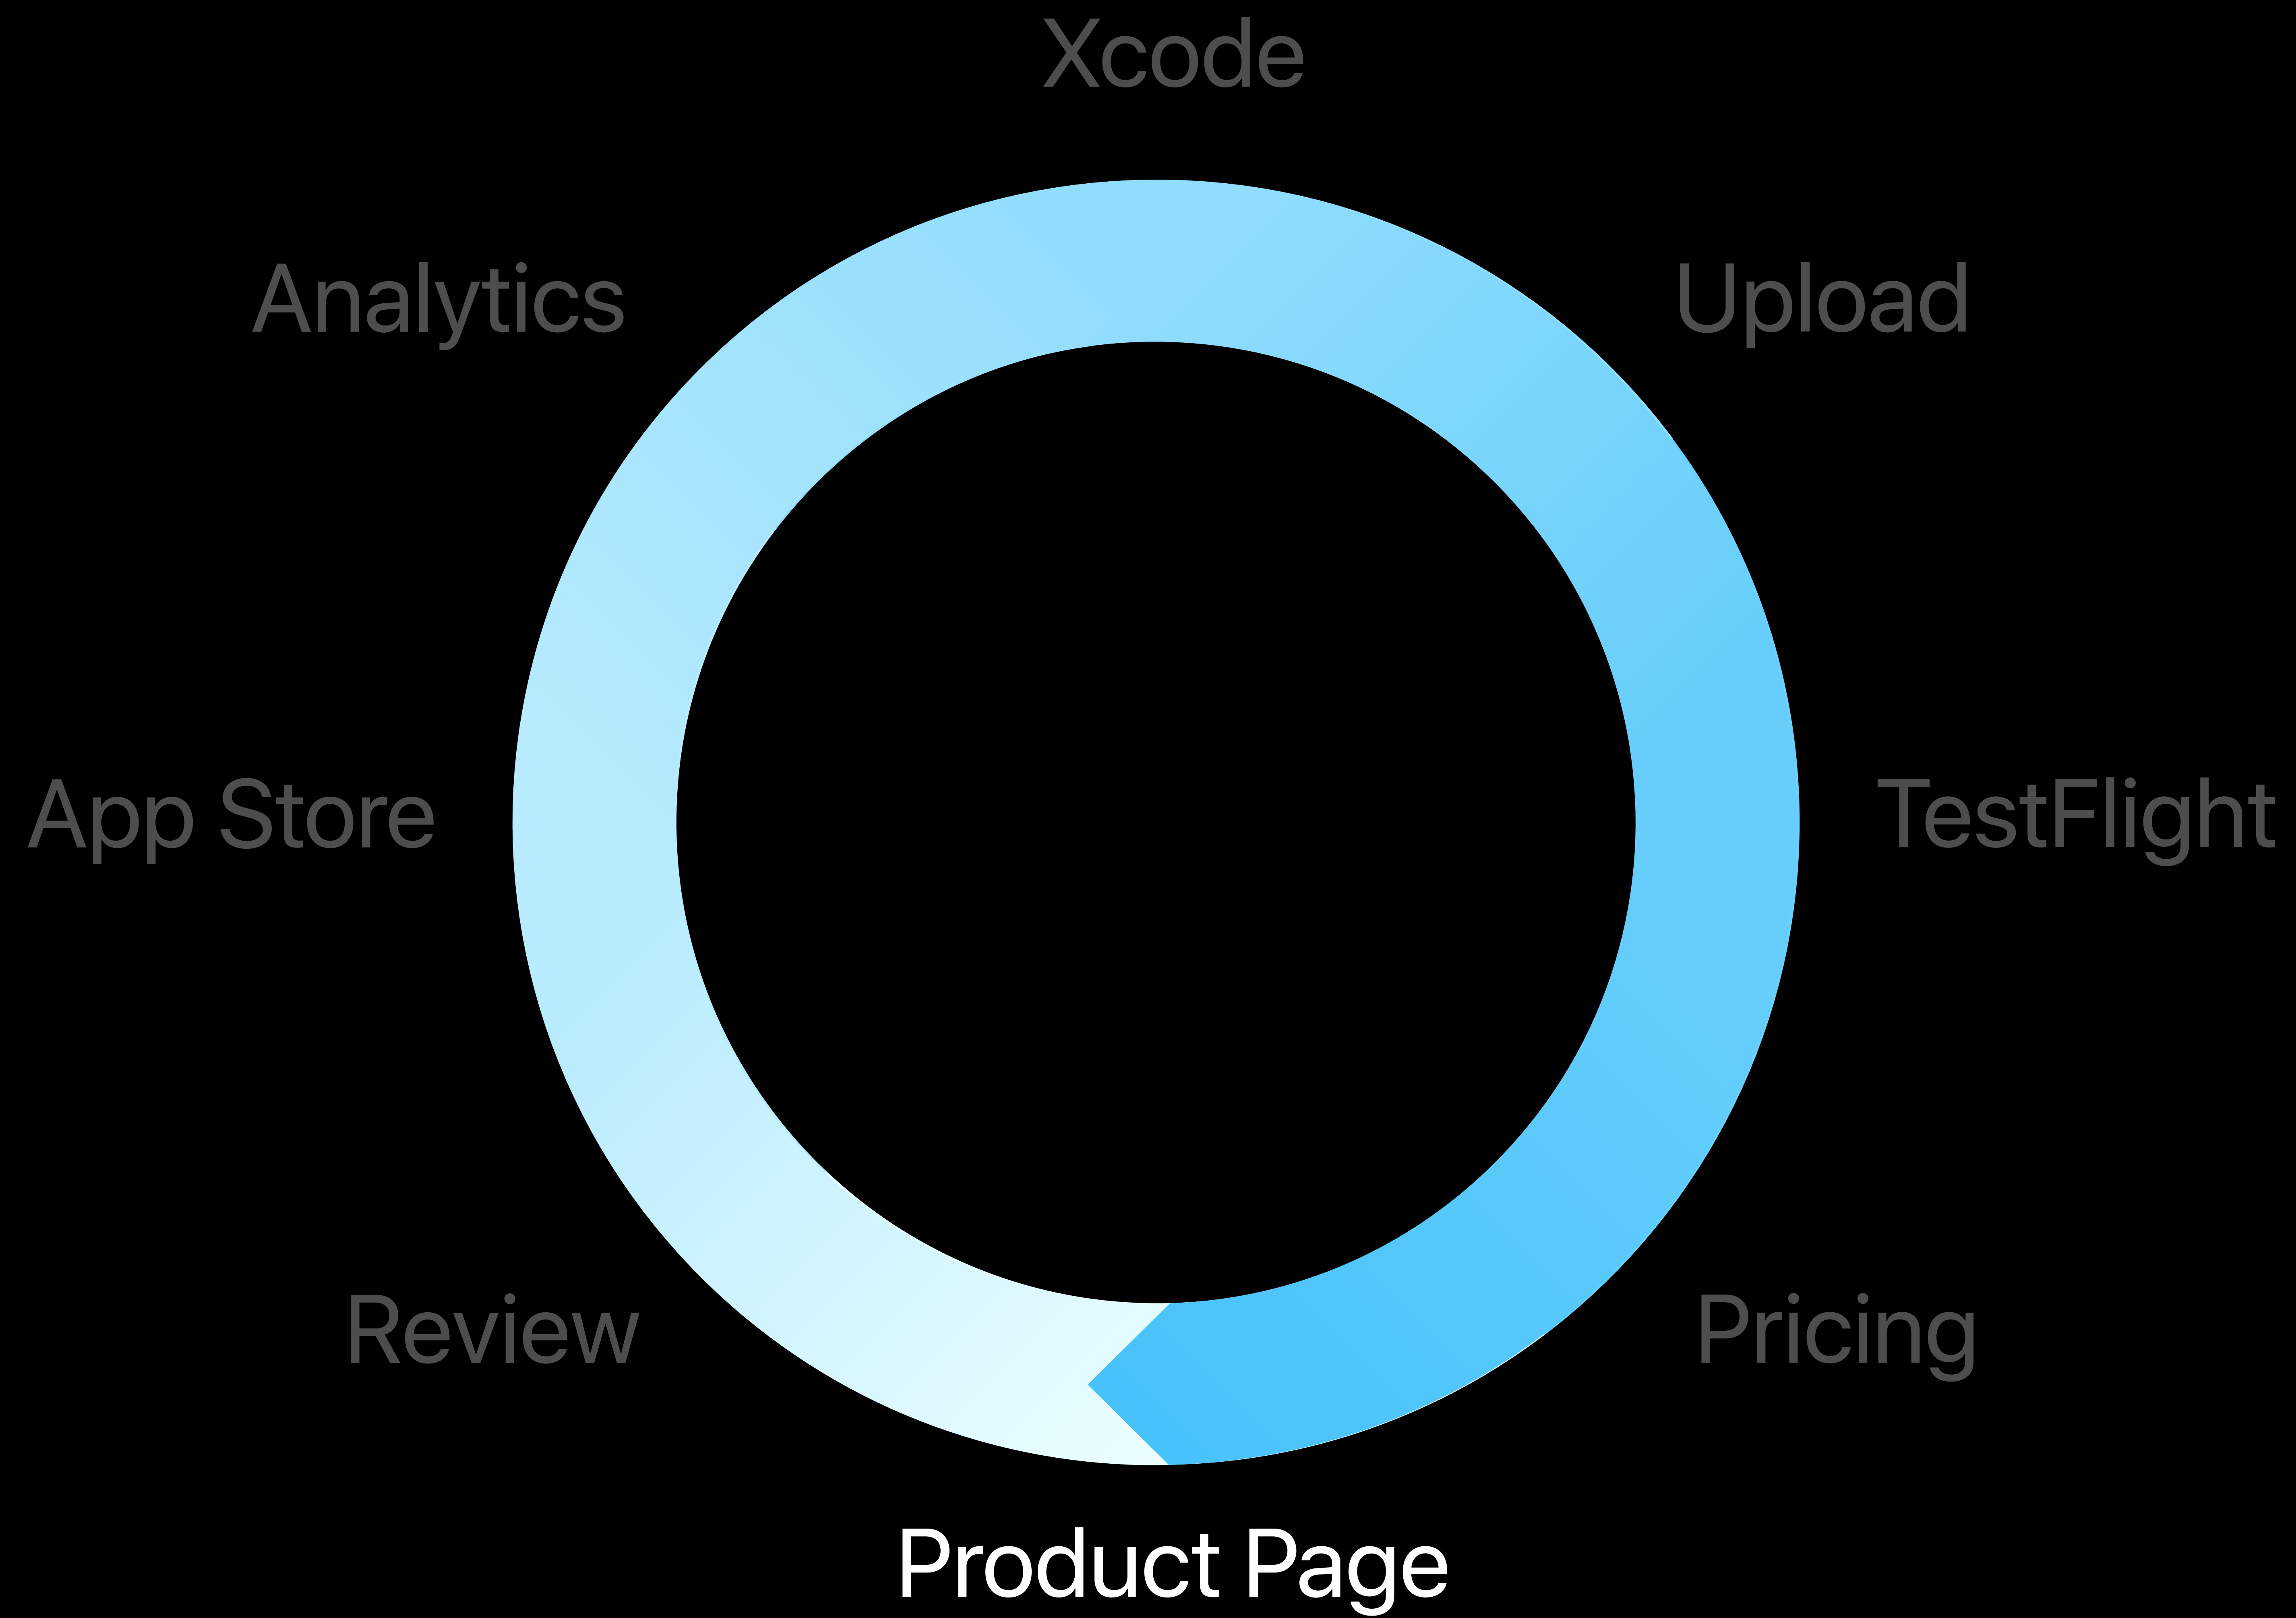 Xcode
Analytics
Upload
App Store
TestFlight
Review
Pricing
Product Page